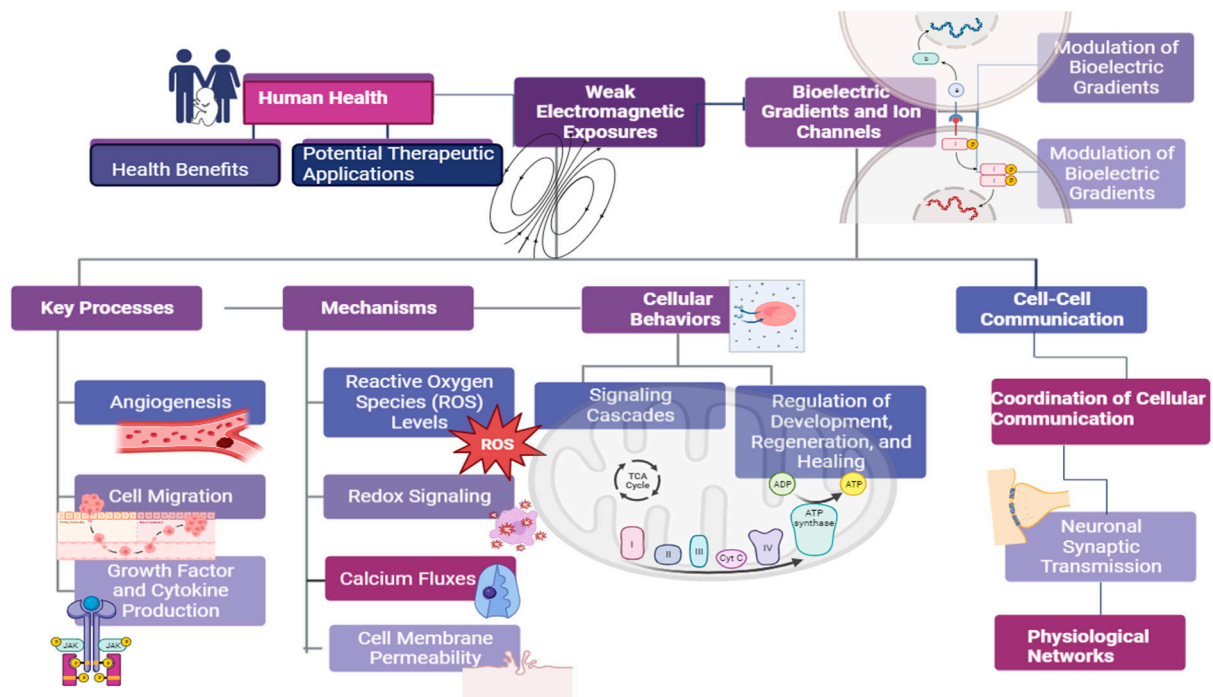 Human Health
Health Benefits
Potential Therapeutic
Applications
Weak
Electromagnetic
Exposures
Bioelectric
Gradients and Ion
Channels
Modulation of
Bioelectric
Gradients
Modulation of
Bioelectric
Gradients
b
a
I
P
I
P
I
P
Key Processes
Angiogenesis
Cell Migration
Growth Factor
and Cytokine
Production
JAK
JAK
P
P
P
P
P
P
Mechanisms
Reactive Oxygen
Species (ROS)
Levels
ROS
Redox Signaling
Calcium Fluxes
Cell Membrane
Permeability
Cellular
Behaviors
Signaling
Cascades
Regulation of
Development,
Regeneration, and
Healing
TCA
Cycle
ADP
ATP
ATP
synthase
I
II
III
Cyt C
IV
Cell-Cell
Communication
Coordination of Cellular
Communication
Neuronal
Synaptic
Transmission
Physiological
Networks